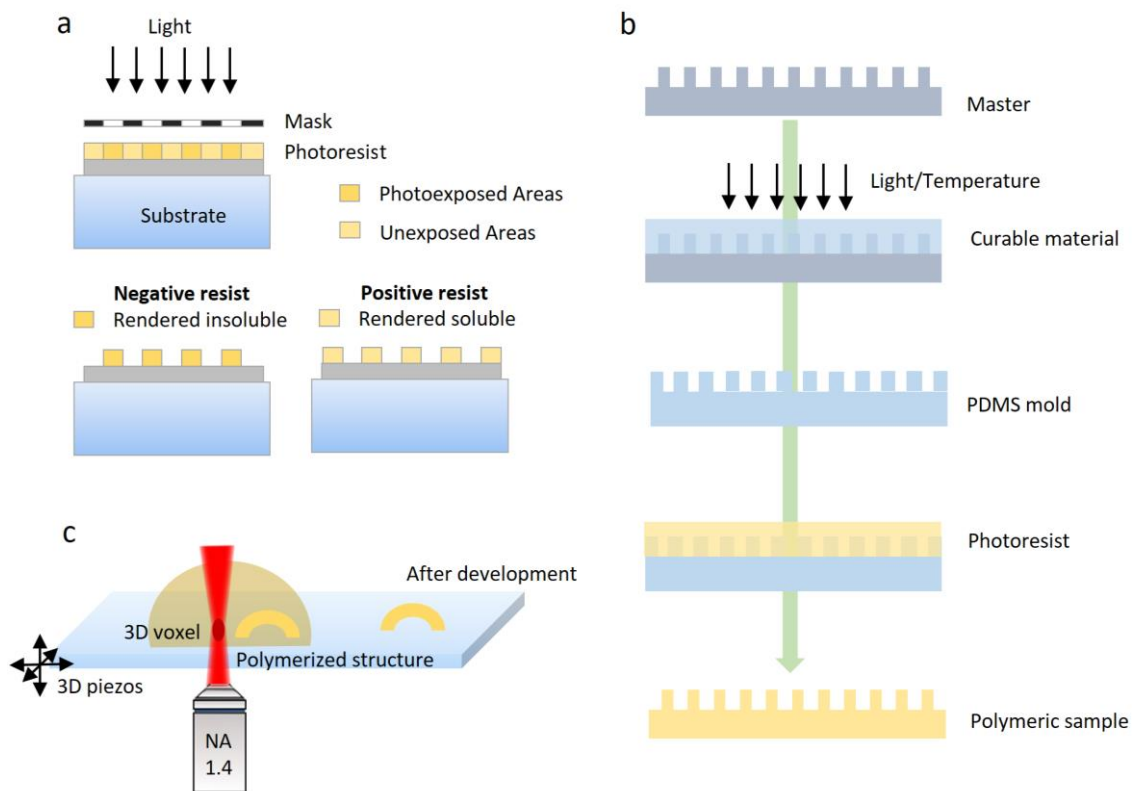 a
Light
Mask
Photoresist
Substrate
Photoexposed Areas
Unexposed Areas
Negative resist
Rendered insoluble
Positive resist
Rendered soluble
b
Master
Light/Temperature
Curable material
PDMS mold
Photoresist
Polymeric sample
c
After development
3D voxel
Polymerized structure
3D piezos
NA
1.4